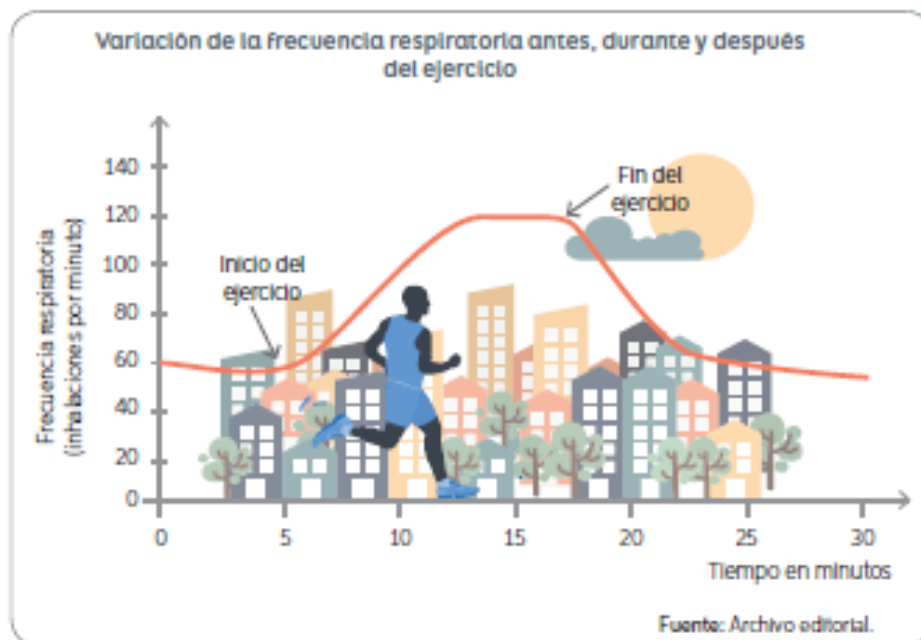 Variación de la frecuencia respiratoria antes, durante y después
del ejercicio
Frecuencia respiratoria
(inhalaciones por minuto)
140
120
100
80
60
40
20
0
Inicio del
ejercicio
Fin del
ejercicio
0 5 10 15 20 25 30
Tiempo en minutos
Fuente: Archivo editorial.